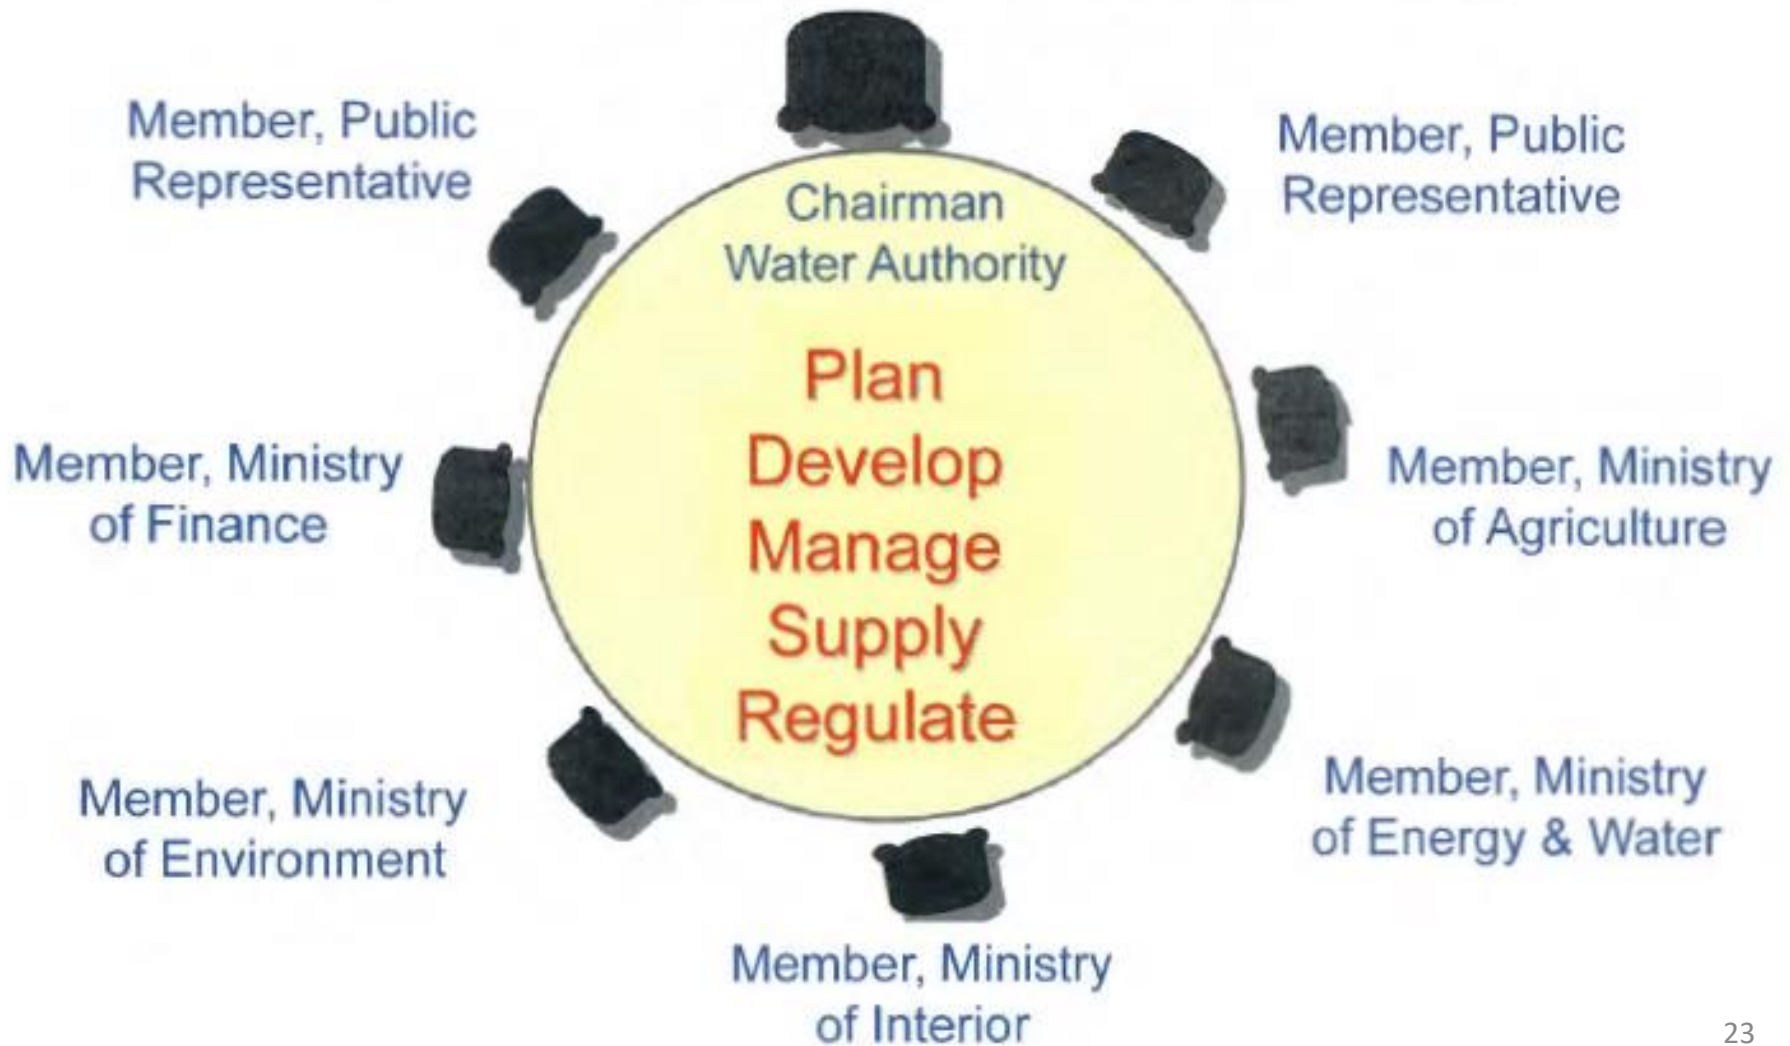 Member, Public
Representative
Member, Public
Representative
Chairman
Water Authority
Plan
Develop
Manage
Supply
Regulate
Member, Ministry
of Finance
Member, Ministry
of Agriculture
Member, Ministry
of Environment
Member, Ministry
of Energy & Water
Member, Ministry
of Interior
23